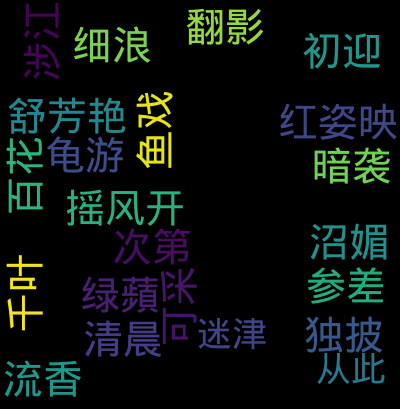 涉江
细浪
翻影
初迎
舒芳艳
鱼戏
红姿映
百花
龟游
暗袭
摇风开
次第
沼媚
千叶
绿蘋
可采
参差
清晨
迷津
独披
从此
流香